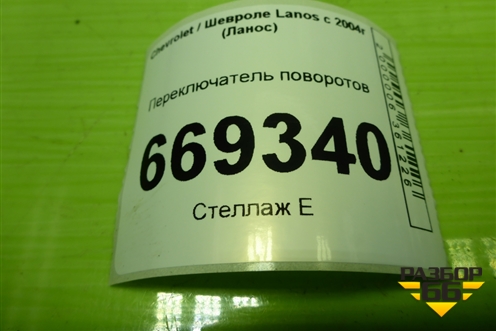 Chevrolet / Шевроле Lanos с 2004г
(Ланос)
Переключатель поворотов
669340
Стеллаж Е
РАЗБОР
66